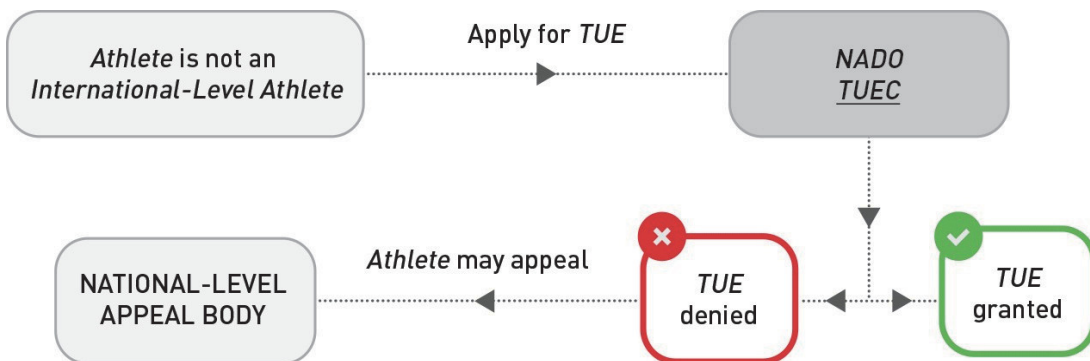 Athlete is not an
International-Level Athlete
Apply for TUE
NADO
TUEC
NATIONAL-LEVEL
APPEAL BODY
Athlete may appeal
TUE
denied
TUE
granted